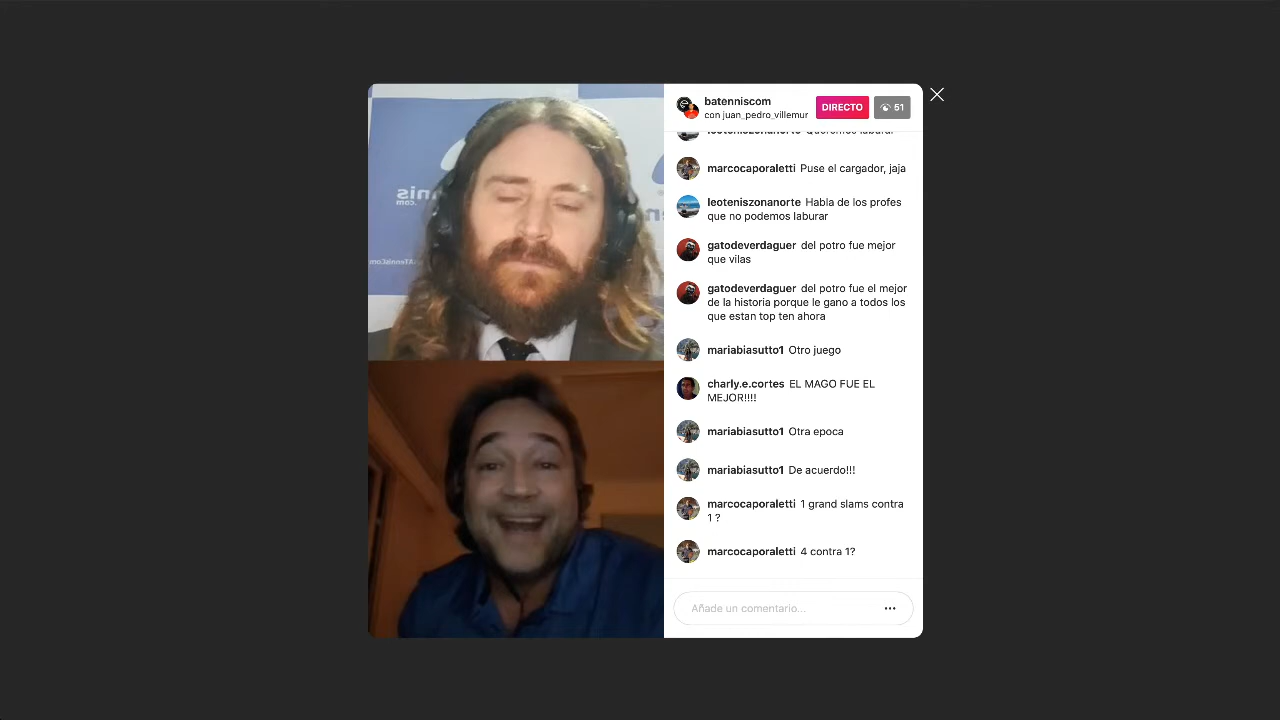 batenniscom
con juan_pedro_villemur
DIRECTO
51
leoteniszonanorte Queremos laburar
marcocaporaletti Puse el cargador, jaja
leoteniszonanorte Habla de los profes
que no podemos laburar
gatodeverdaguer del potro fue mejor
que vilas
gatodeverdaguer del potro fue el mejor
de la historia porque le gano a todos los
que estan top ten ahora
mariabiasutto1 Otro juego
charly.e.cortes EL MAGO FUE EL
MEJOR!!!!
mariabiasutto1 Otra epoca
mariabiasutto1 De acuerdo!!!
marcocaporaletti 1 grand slams contra
1 ?
marcocaporaletti 4 contra 1?
Añade un comentario...